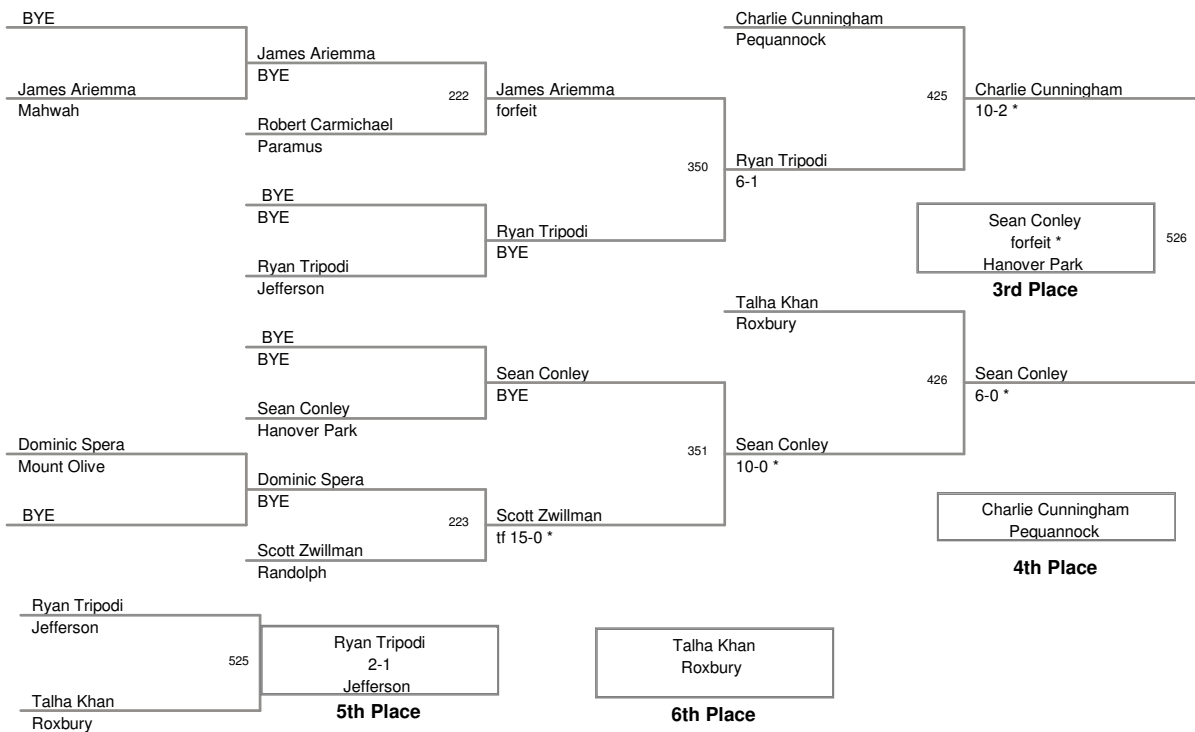 BYE
James Ariemma
Mahwah
James Ariemma
BYE
222
Robert Carmichael
Paramus
James Ariemma
forfeit
BYE
BYE
Ryan Tripodi
Jefferson
Ryan Tripodi
BYE
350
Charlie Cunningham
Pequannock
Ryan Tripodi
6-1
425
Charlie Cunningham
10-2 *
Sean Conley
forfeit *
Hanover Park
526
3rd Place
BYE
BYE
Sean Conley
Hanover Park
Sean Conley
BYE
Dominic Spera
Mount Olive
BYE
Dominic Spera
BYE
223
Scott Zwillman
Randolph
Scott Zwillman
tf 15-0 *
351
Talha Khan
Roxbury
Sean Conley
10-0 *
426
Sean Conley
6-0 *
Charlie Cunningham
Pequannock
4th Place
Ryan Tripodi
Jefferson
525
Talha Khan
Roxbury
Ryan Tripodi
2-1
Jefferson
5th Place
Talha Khan
Roxbury
6th Place